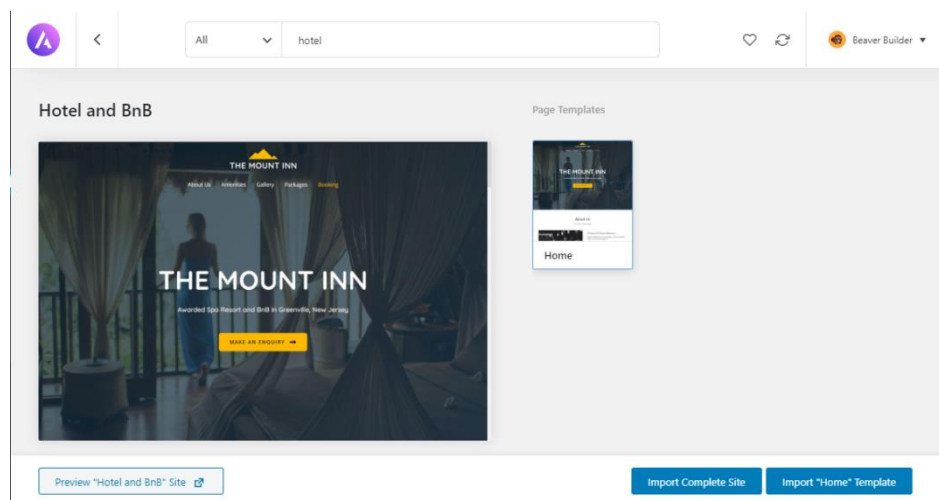 All
hotel
Beaver Builder
Hotel and BnB
Page Templates
THE MOUNT INN
About Us Amenities Gallery Packages Booking
THE MOUNT INN
Awarded Spa Resort and BnB in Greenville, New Jersey
MAKE AN ENQUIRY
THE MOUNT INN
About Us
Home
Preview "Hotel and BnB" Site
Import Complete Site
Import "Home" Template